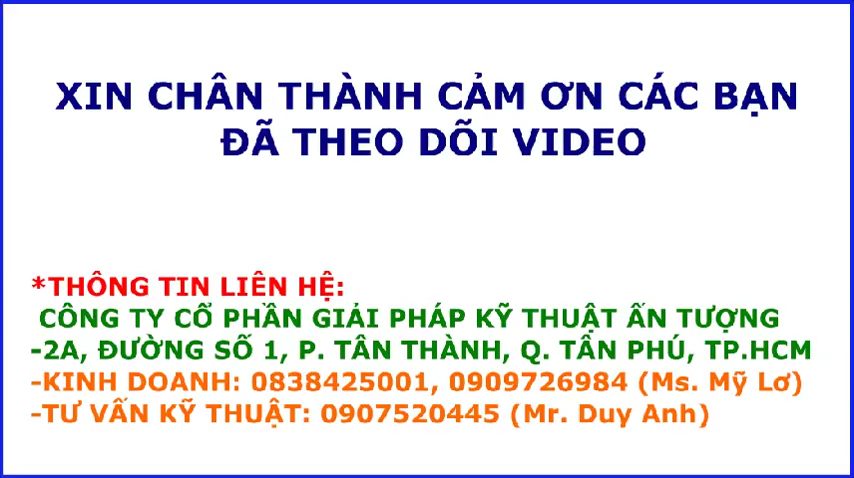 XIN CHÂN THÀNH CẢM ƠN CÁC BẠN
ĐÃ THEO DÕI VIDEO
*THÔNG TIN LIÊN HỆ:
CÔNG TY CỔ PHẦN GIẢI PHÁP KỸ THUẬT ẤN TƯỢNG
-2A, ĐƯỜNG SỐ 1, P. TÂN THÀNH, Q. TÂN PHÚ, TP.HCM
-KINH DOANH: 0838425001, 0909726984 (Ms. Mỹ Lơ)
-TƯ VẤN KỸ THUẬT: 0907520445 (Mr. Duy Anh)